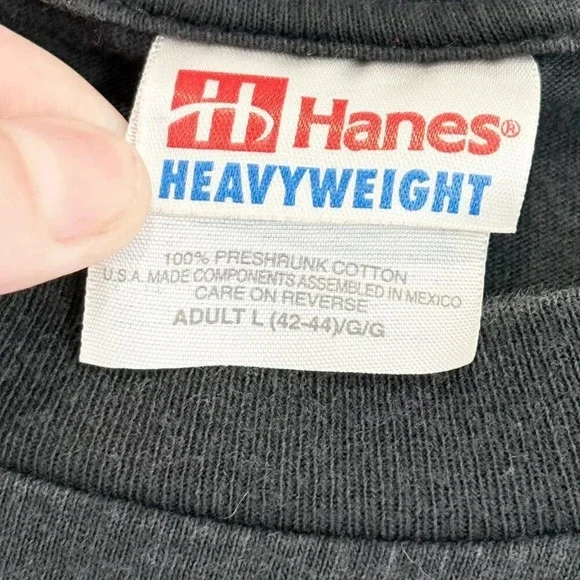 H Hanes®
HEAVYWEIGHT
100% PRESHRUNK COTTON
U.S.A. MADE COMPONENTS ASSEMBLED IN MEXICO
CARE ON REVERSE
ADULT L (42-44)/G/G